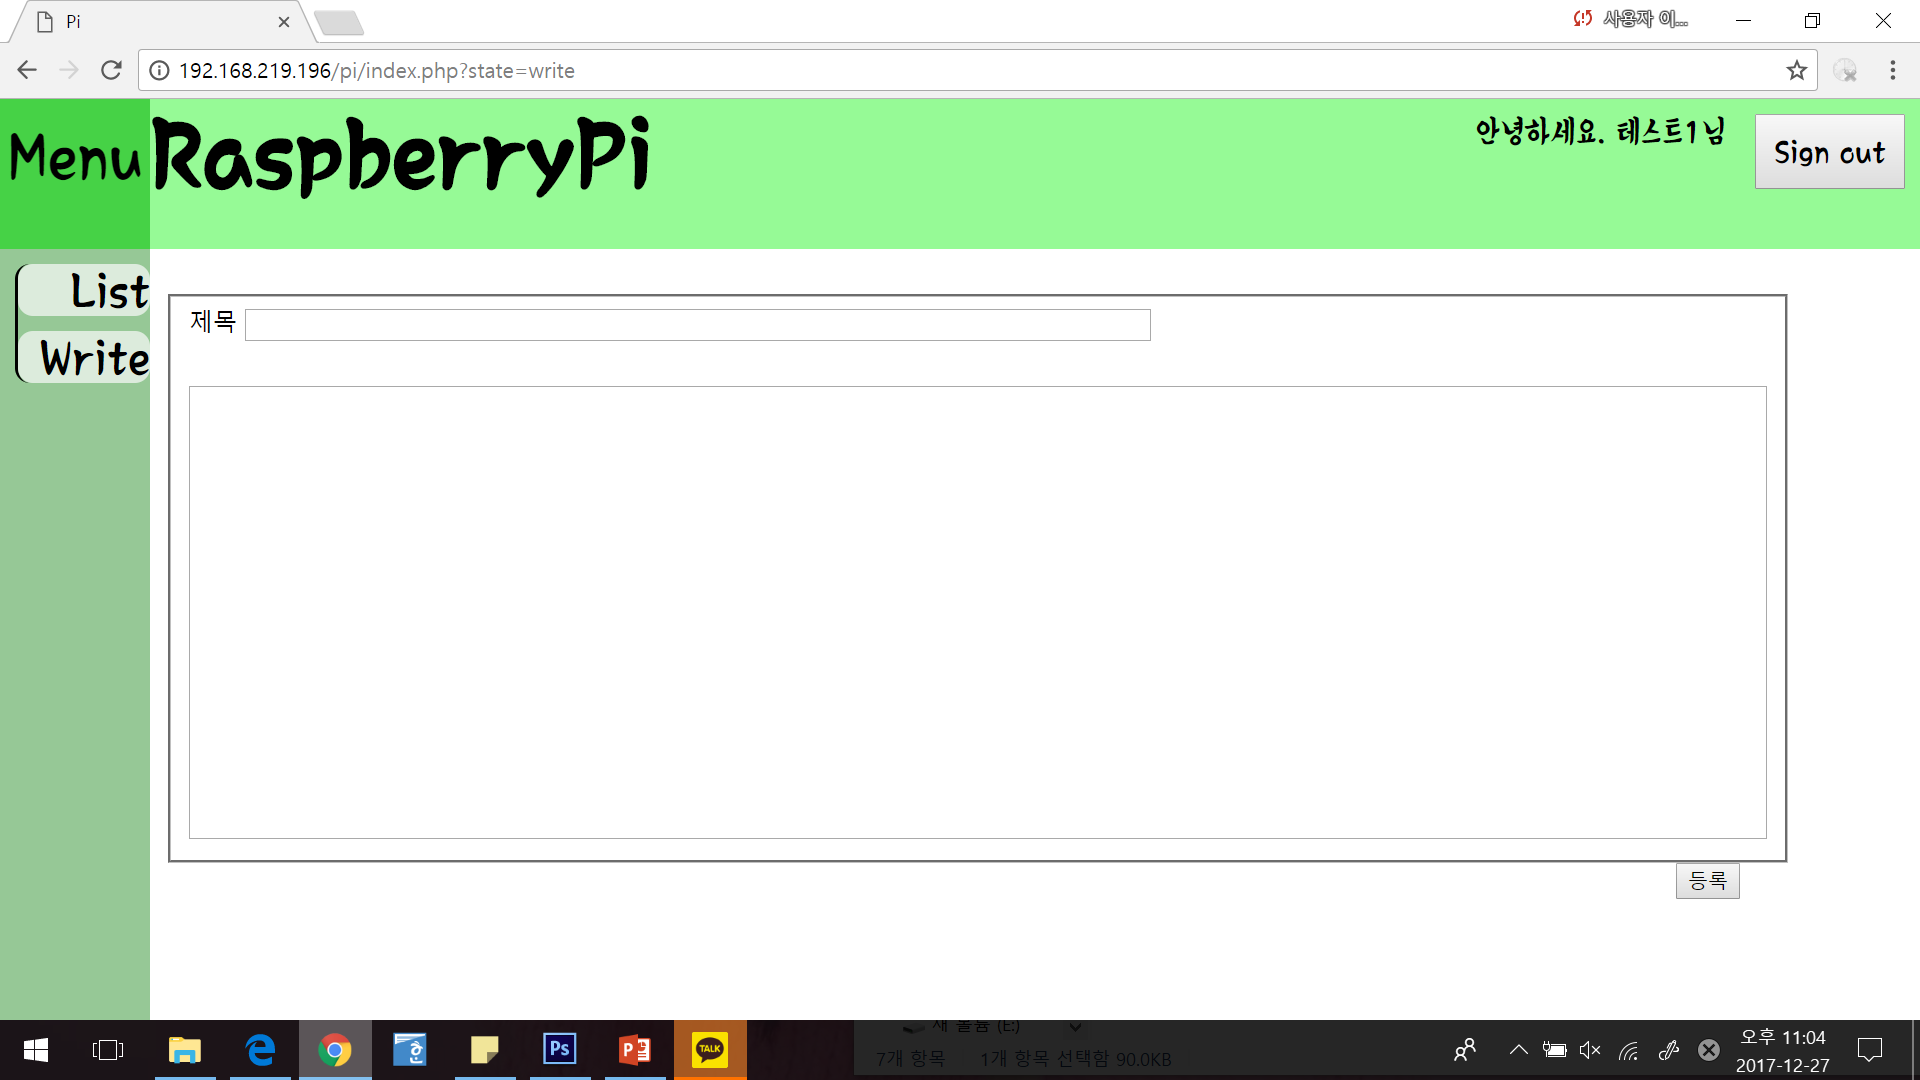 Pi
사용자 이...
192.168.219.196/pi/index.php?state=write
Menu
RaspberryPi
안녕하세요. 테스트1님
Sign out
List
Write
제목
등록
새 볼륨 (E:)
7개 항목 1개 항목 선택함 90.0KB
Ps
TALK
오후 11:04
2017-12-27